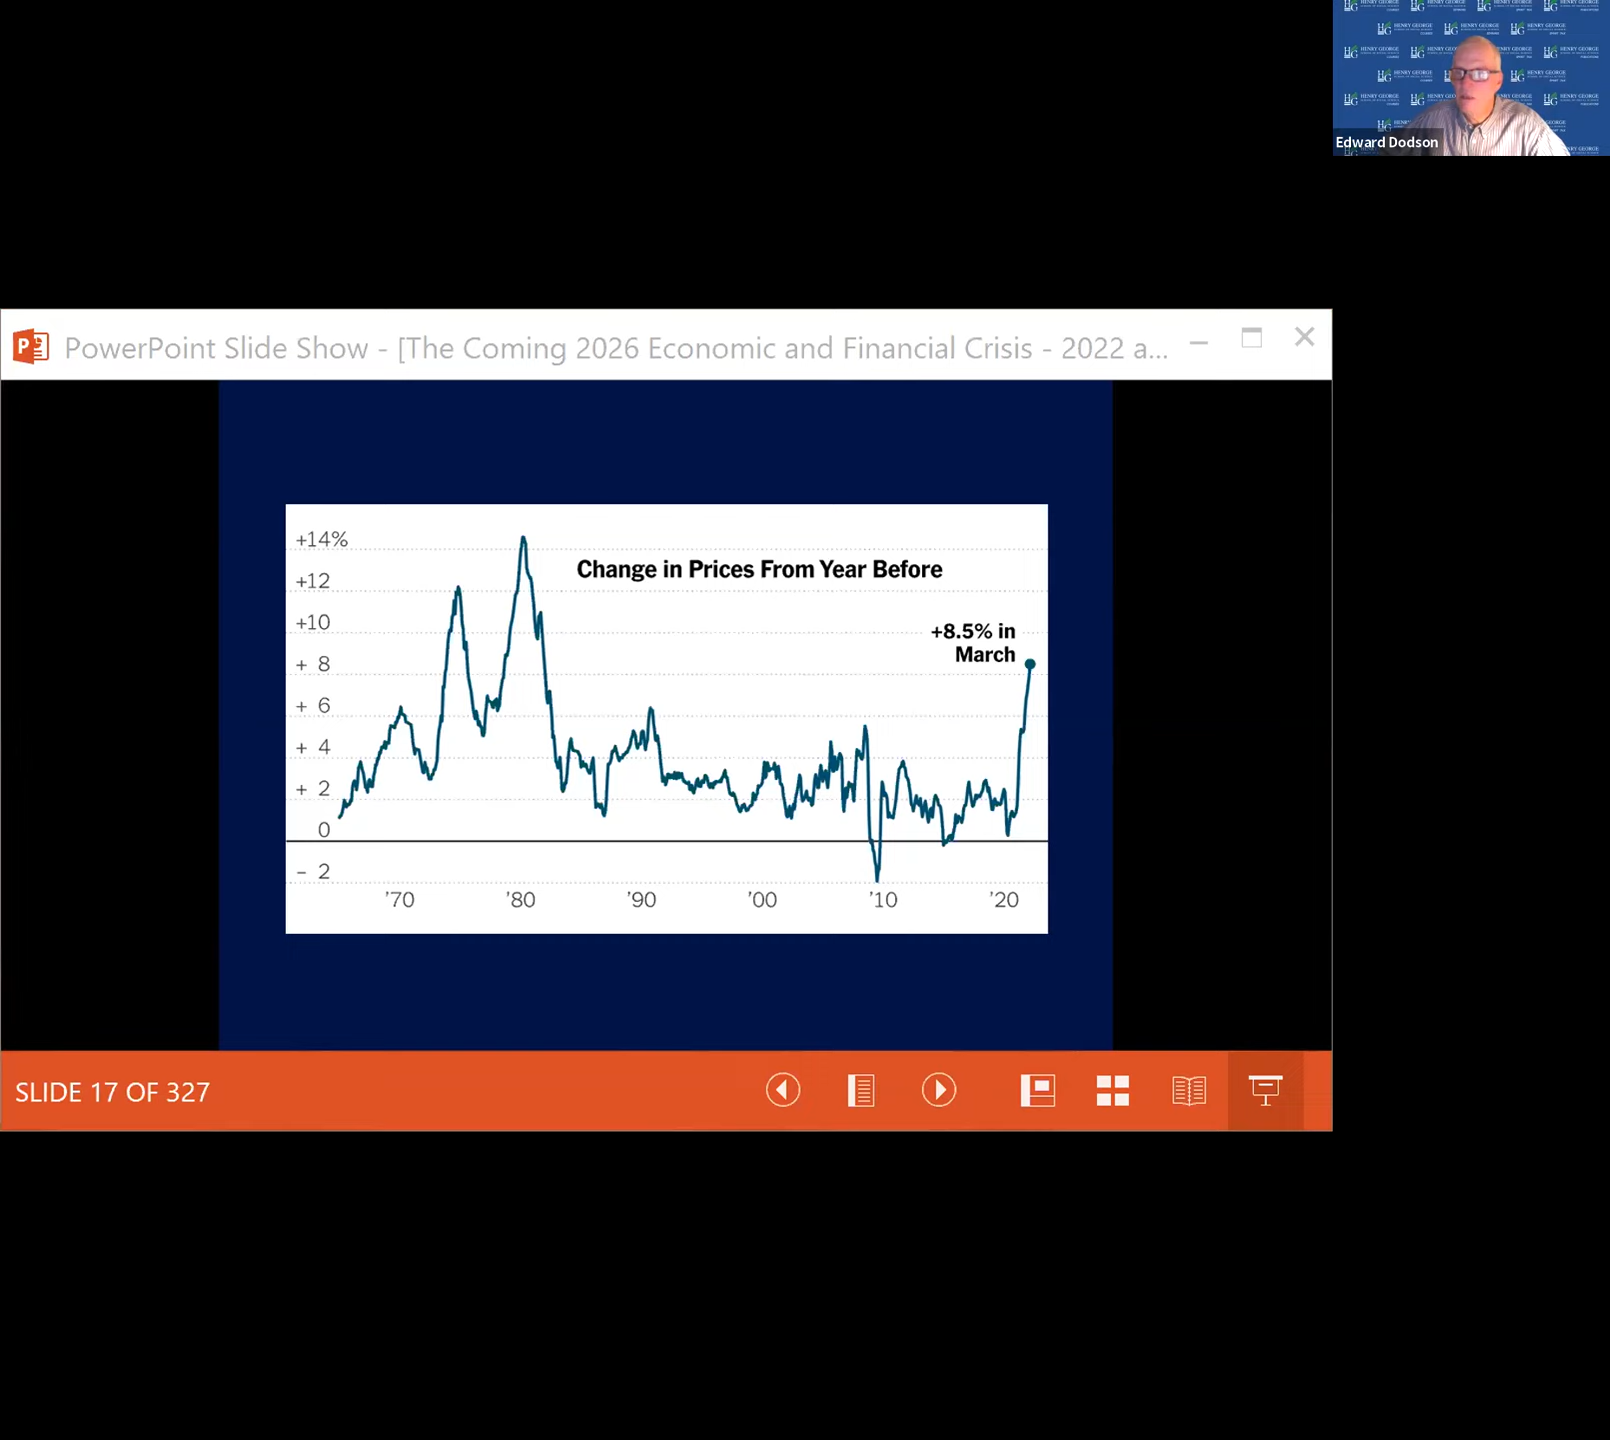 HENRY GEORGE
Edward Dodson
PowerPoint Slide Show - [The Coming 2026 Economic and Financial Crisis - 2022 a...
+14%
Change in Prices From Year Before
+12
+10
+8.5% in
March
+ 8
+ 6
+ 4
+ 2
0
- 2
'70 '80 '90 '00 '10 '20
SLIDE 17 OF 327